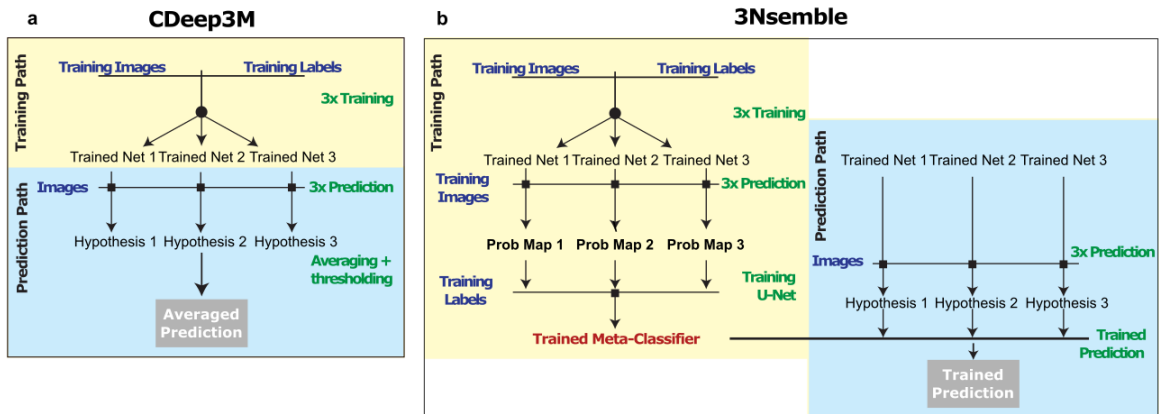 a
CDeep3M
Training Path
Training Images
Training Labels
3x Training
Trained Net 1
Trained Net 2
Trained Net 3
Prediction Path
Images
3x Prediction
Hypothesis 1
Hypothesis 2
Hypothesis 3
Averaging +
thresholding
Averaged
Prediction
b
3Nsemble
Training Path
Training Images
Training Labels
3x Training
Trained Net 1
Trained Net 2
Trained Net 3
Training
Images
3x Prediction
Prob Map 1
Prob Map 2
Prob Map 3
Training
Labels
Training
U-Net
Trained Meta-Classifier
Prediction Path
Trained Net 1
Trained Net 2
Trained Net 3
Images
3x Prediction
Hypothesis 1
Hypothesis 2
Hypothesis 3
Trained
Prediction
Trained
Prediction